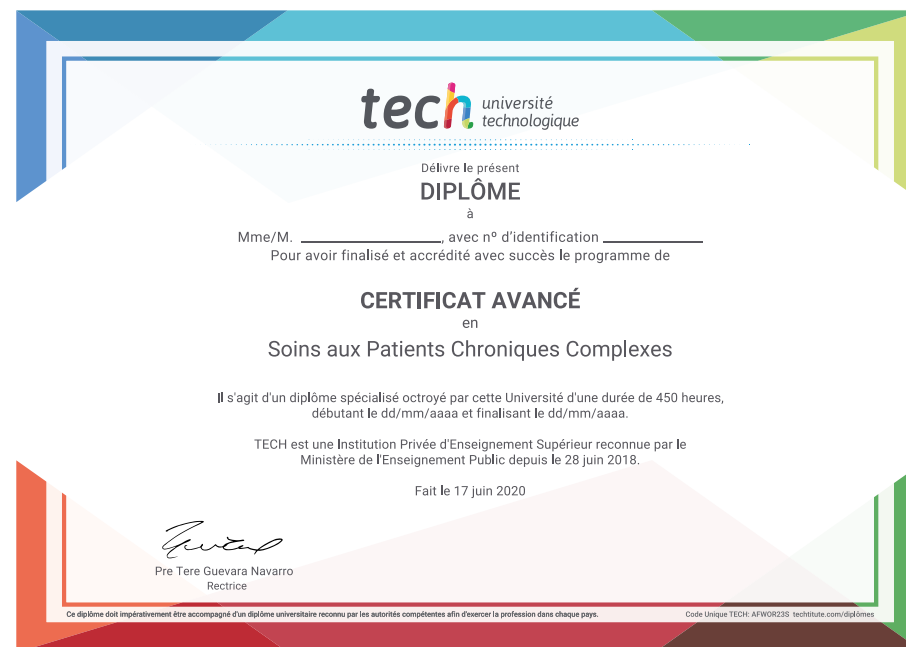 tech université
technologique
Délivre le présent
DIPLÔME
à
Mme/M. ____________________, avec nº d'identification ______________
Pour avoir finalisé et accrédité avec succès le programme de
CERTIFICAT AVANCÉ
en
Soins aux Patients Chroniques Complexes
Il s'agit d'un diplôme spécialisé octroyé par cette Université d'une durée de 450 heures,
débutant le dd/mm/aaaa et finalisant le dd/mm/aaaa.
TECH est une Institution Privée d'Enseignement Supérieur reconnue par le
Ministère de l'Enseignement Public depuis le 28 juin 2018.
Fait le 17 juin 2020
Pre Tere Guevara Navarro
Rectrice
Ce diplôme doit impérativement être accompagné d'un diplôme universitaire reconnu par les autorités compétentes afin d'exercer la profession dans chaque pays.
Code Unique TECH: AFWOR23S techtitute.com/diplômes